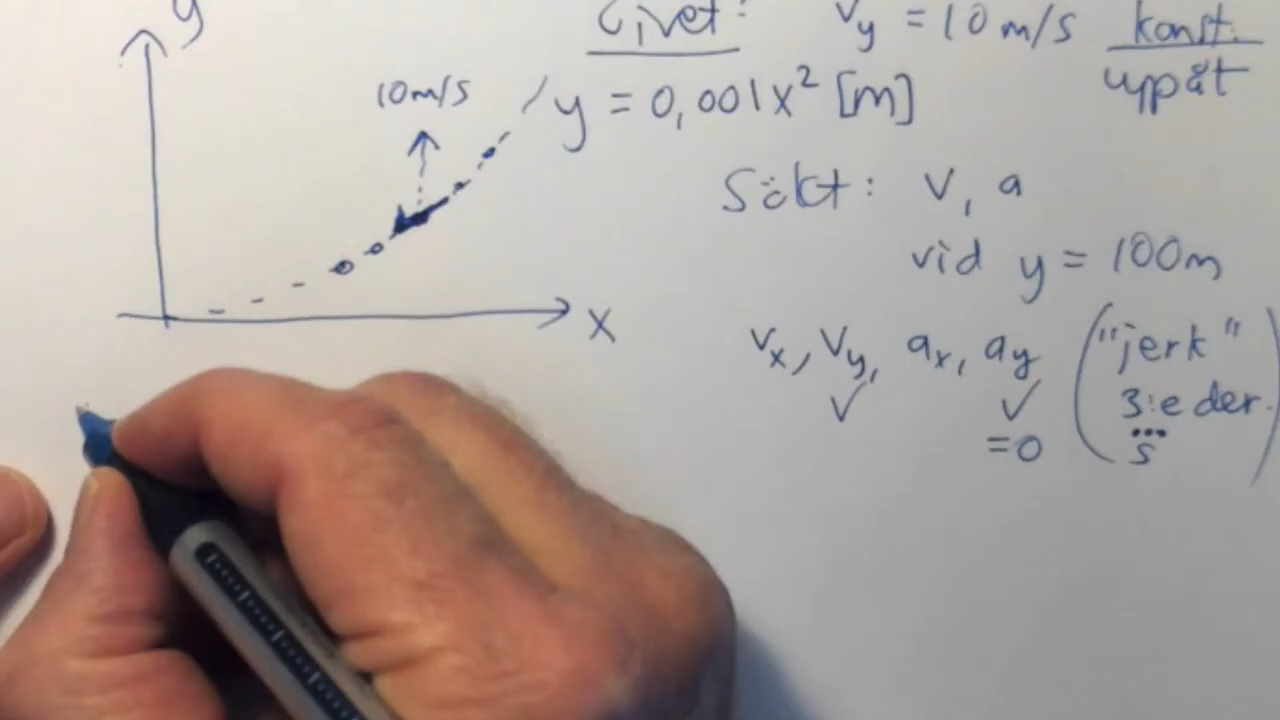 y
10m/s
x
Givet: vy = 10 m/s konst. uppåt
y = 0,001x² [m]
Sökt: v, a
vid y = 100m
vx, vy, ax, ay ("jerk"
✓ ✓ 3:e der.
=0 s⃛)